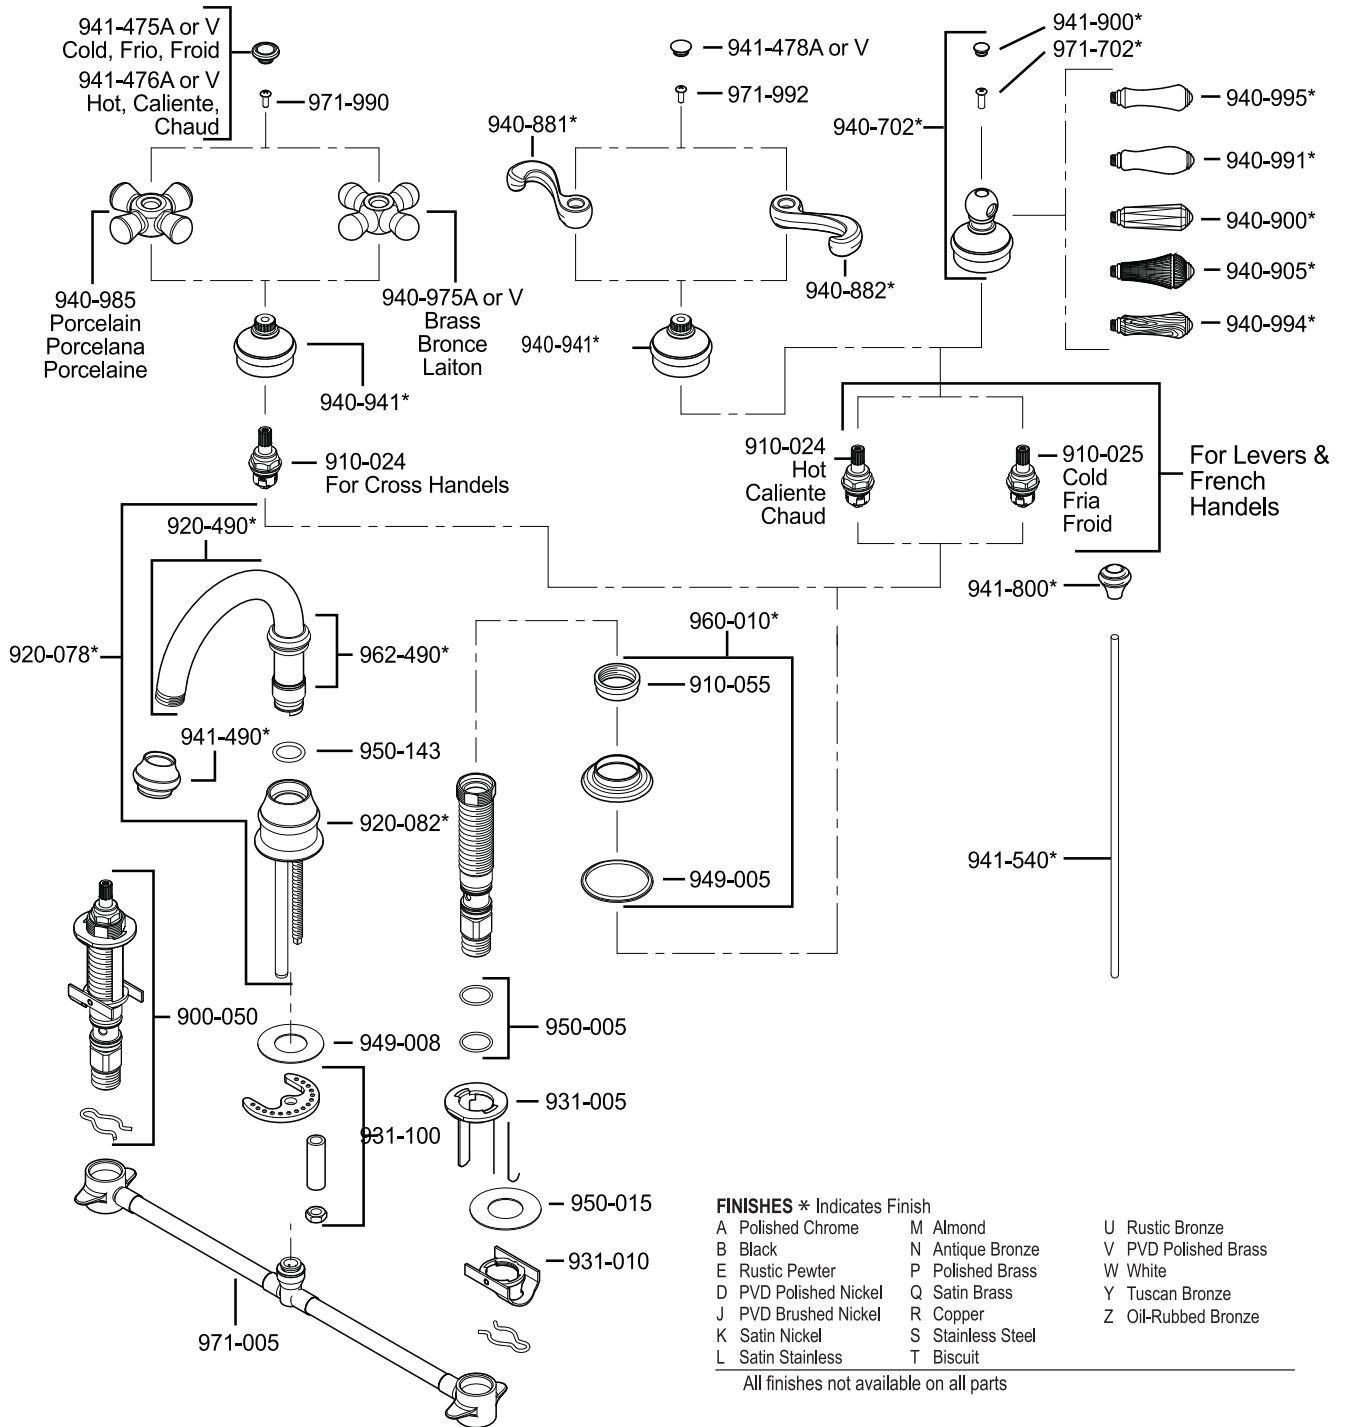 941-475A or V
Cold, Frio, Froid
941-476A or V
Hot, Caliente,
Chaud
971-990
941-478A or V
971-992
940-881*
941-900*
971-702*
940-702*
940-995*
940-991*
940-900*
940-905*
940-994*
940-882*
940-985
Porcelain
Porcelana
Porcelaine
940-975A or V
Brass
Bronce
Laiton
940-941*
940-941*
910-024
For Cross Handels
910-024
Hot
Caliente
Chaud
910-025
Cold
Fria
Froid
For Levers &
French
Handels
920-490*
920-078*
962-490*
941-490*
950-143
920-082*
960-010*
910-055
949-005
941-800*
941-540*
900-050
949-008
950-005
931-100
931-005
950-015
931-010
971-005
FINISHES * Indicates Finish
A Polished Chrome
B Black
E Rustic Pewter
D PVD Polished Nickel
J PVD Brushed Nickel
K Satin Nickel
L Satin Stainless
M Almond
N Antique Bronze
P Polished Brass
Q Satin Brass
R Copper
S Stainless Steel
T Biscuit
U Rustic Bronze
V PVD Polished Brass
W White
Y Tuscan Bronze
Z Oil-Rubbed Bronze
All finishes not available on all parts